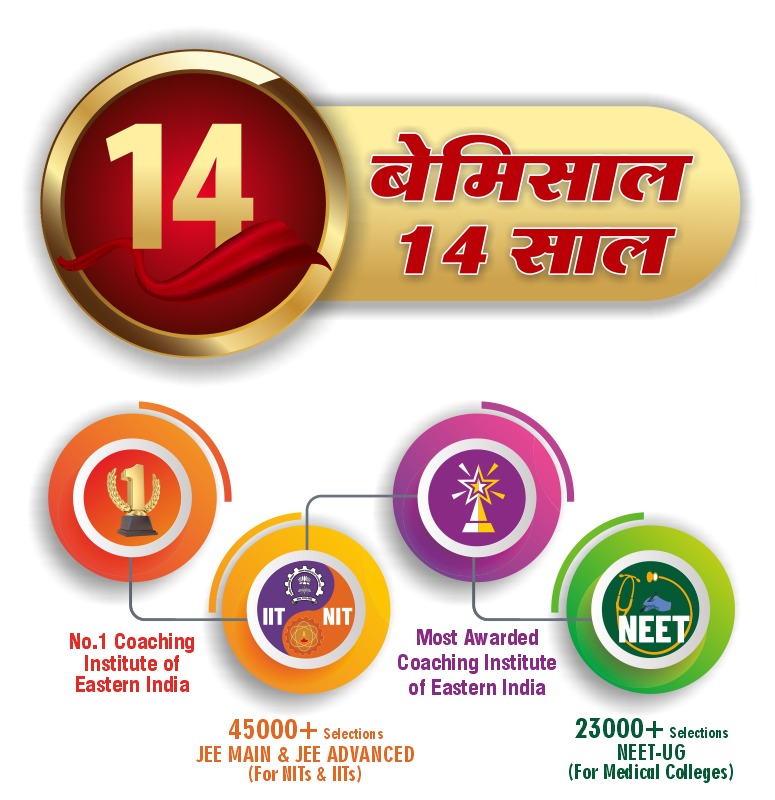 14
बेमिसाल
14 साल
1
IIT
NIT
NEET
No.1 Coaching
Institute of
Eastern India
45000+ Selections
JEE MAIN & JEE ADVANCED
(For NITs & IITs)
Most Awarded
Coaching Institute
of Eastern India
23000+ Selections
NEET-UG
(For Medical Colleges)